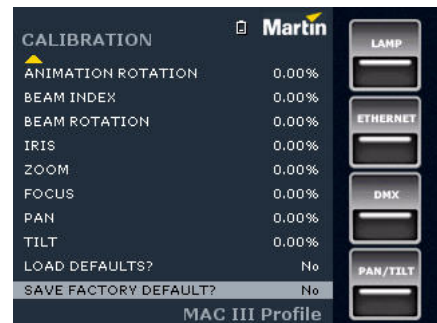 Martin
CALIBRATION
ANIMATION ROTATION 0.00%
BEAM INDEX 0.00%
BEAM ROTATION 0.00%
IRIS 0.00%
ZOOM 0.00%
FOCUS 0.00%
PAN 0.00%
TILT 0.00%
LOAD DEFAULTS? No
SAVE FACTORY DEFAULT? No
MAC III Profile
LAMP
ETHERNET
DMX
PAN/TILT